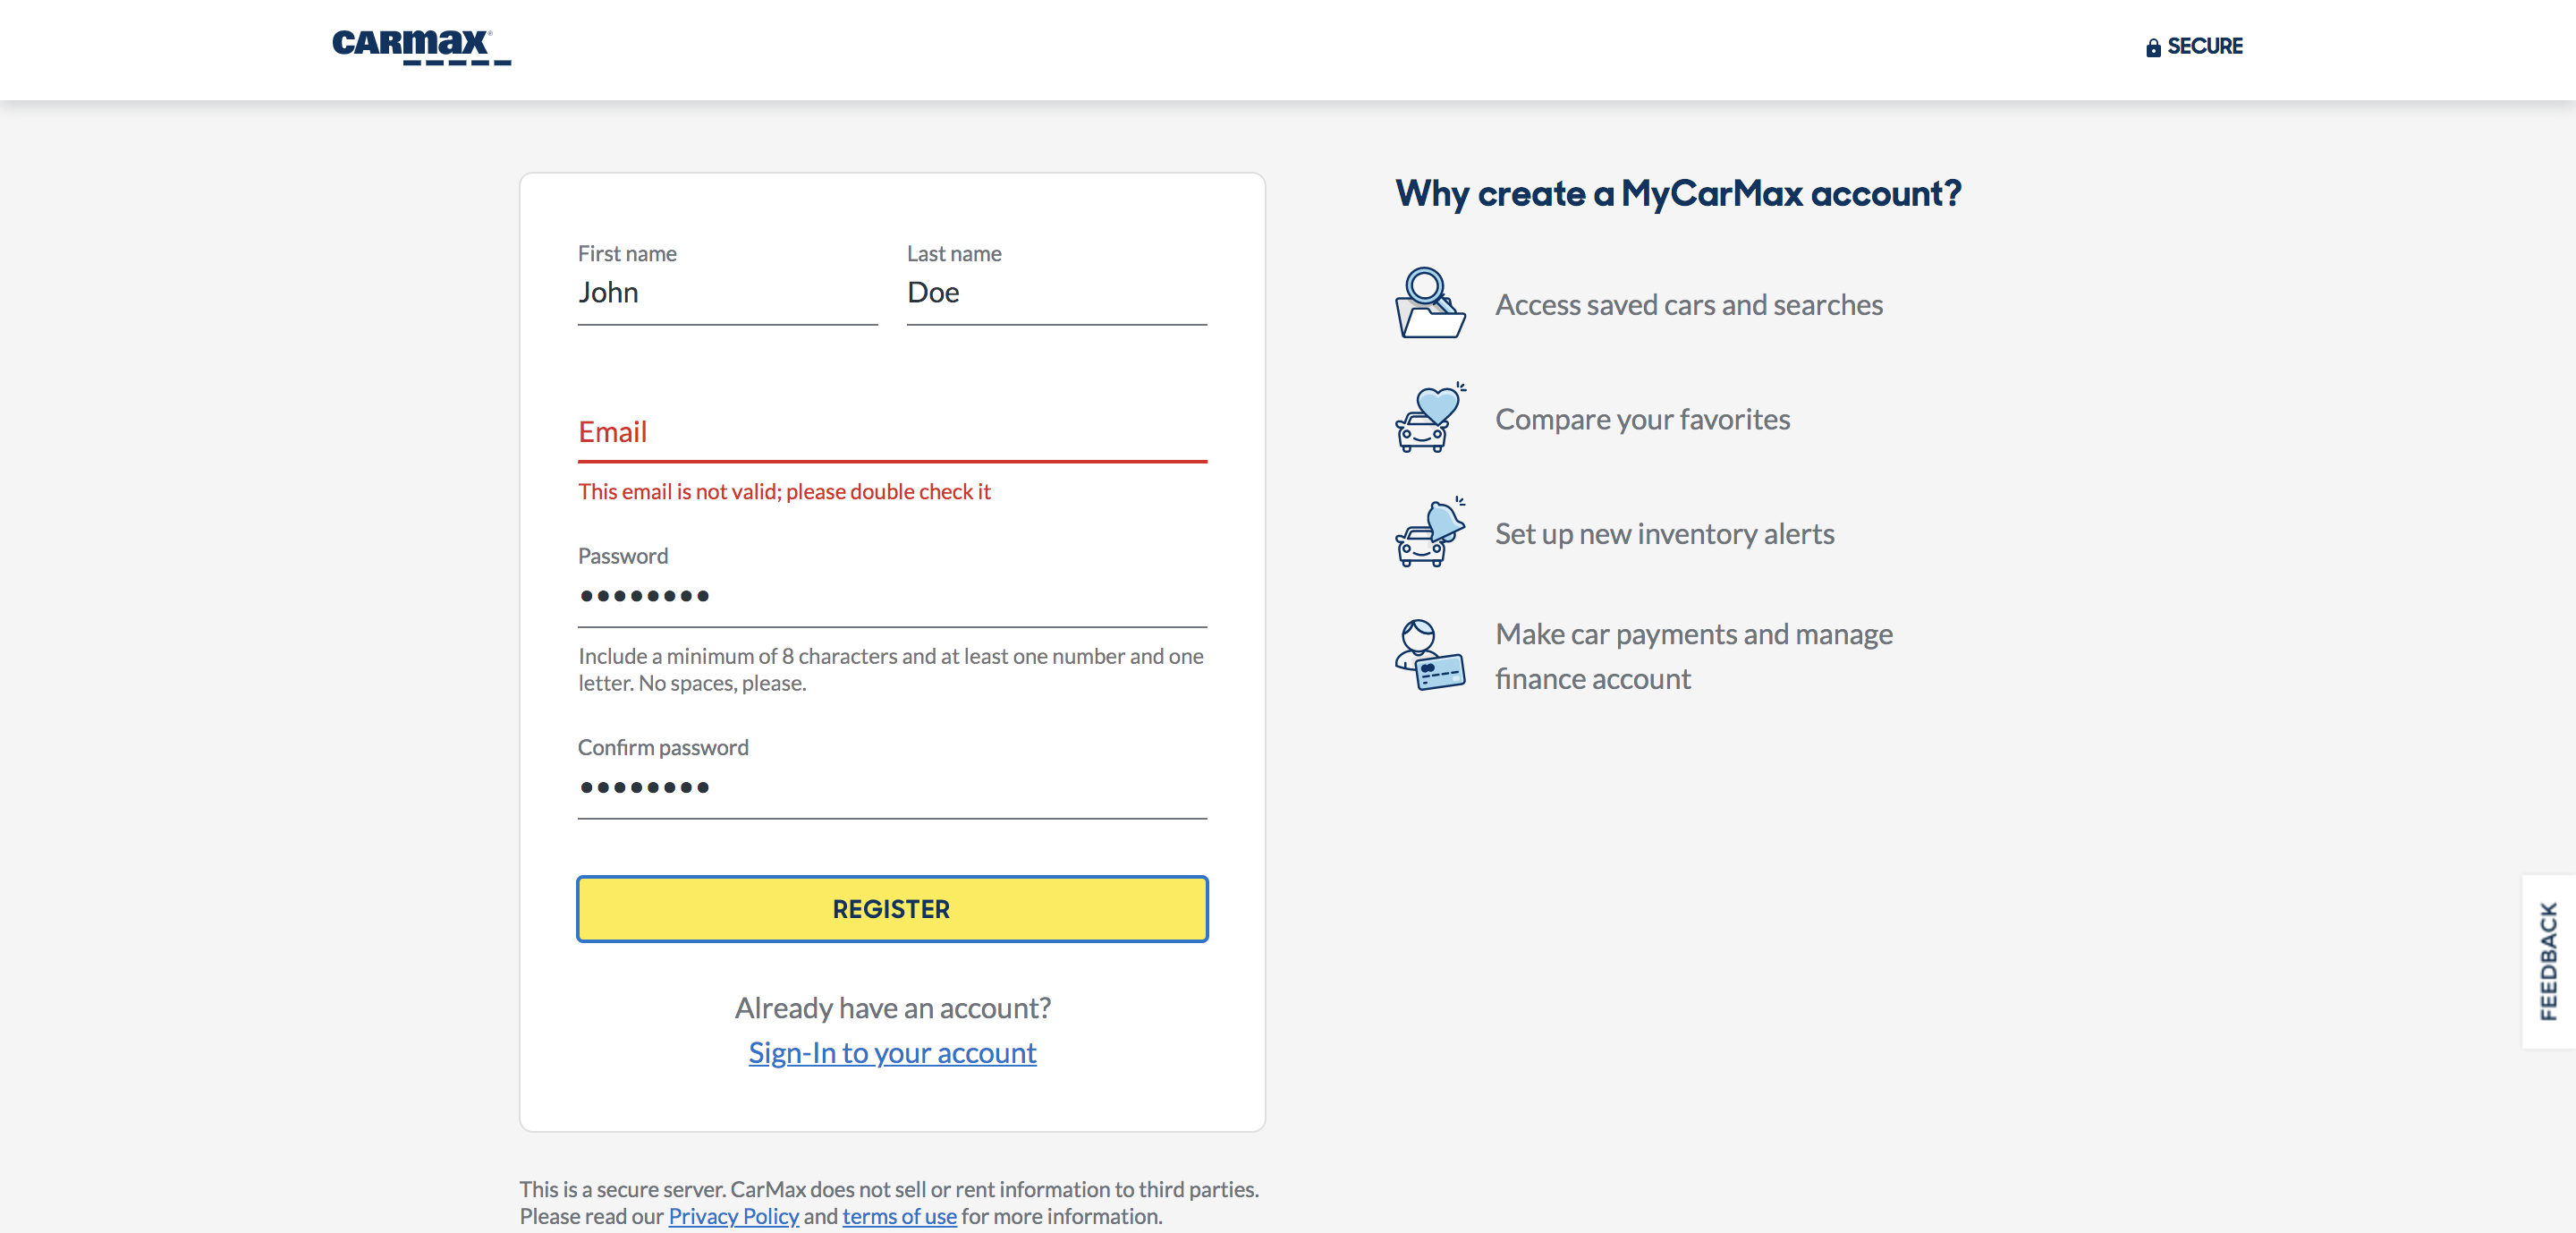 CARMAX®
SECURE
First name
Last name
John
Doe
Email
This email is not valid; please double check it
Password
••••••••
Include a minimum of 8 characters and at least one number and one
letter. No spaces, please.
Confirm password
••••••••
REGISTER
Already have an account?
Sign-In to your account
This is a secure server. CarMax does not sell or rent information to third parties.
Please read our Privacy Policy and terms of use for more information.
Why create a MyCarMax account?
Access saved cars and searches
Compare your favorites
Set up new inventory alerts
Make car payments and manage
finance account
FEEDBACK